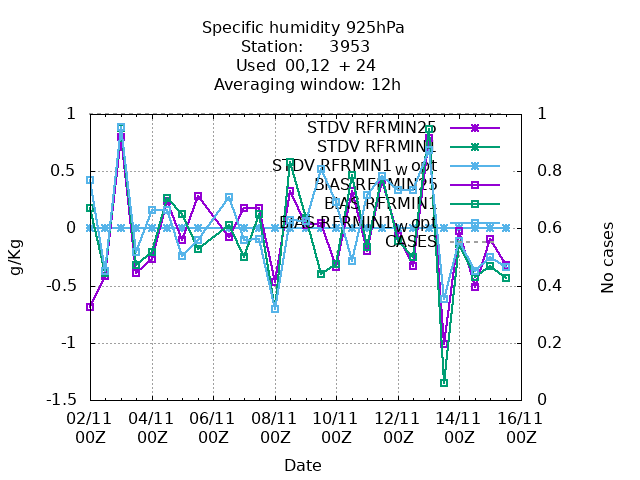 Specific humidity 925hPa
Station: 3953
Used 00,12 + 24
Averaging window: 12h
STDV RFRMIN25
STDV RFRMIN1
STDV RFRMIN1_w_opt
BIAS RFRMIN25
BIAS RFRMIN1
BIAS RFRMIN1_w_opt
CASES
1
0.5
0
-0.5
-1
-1.5
g/Kg
1
0.8
0.6
0.4
0.2
0
No cases
02/11 04/11 06/11 08/11 10/11 12/11 14/11 16/11
00Z 00Z 00Z 00Z 00Z 00Z 00Z 00Z
Date